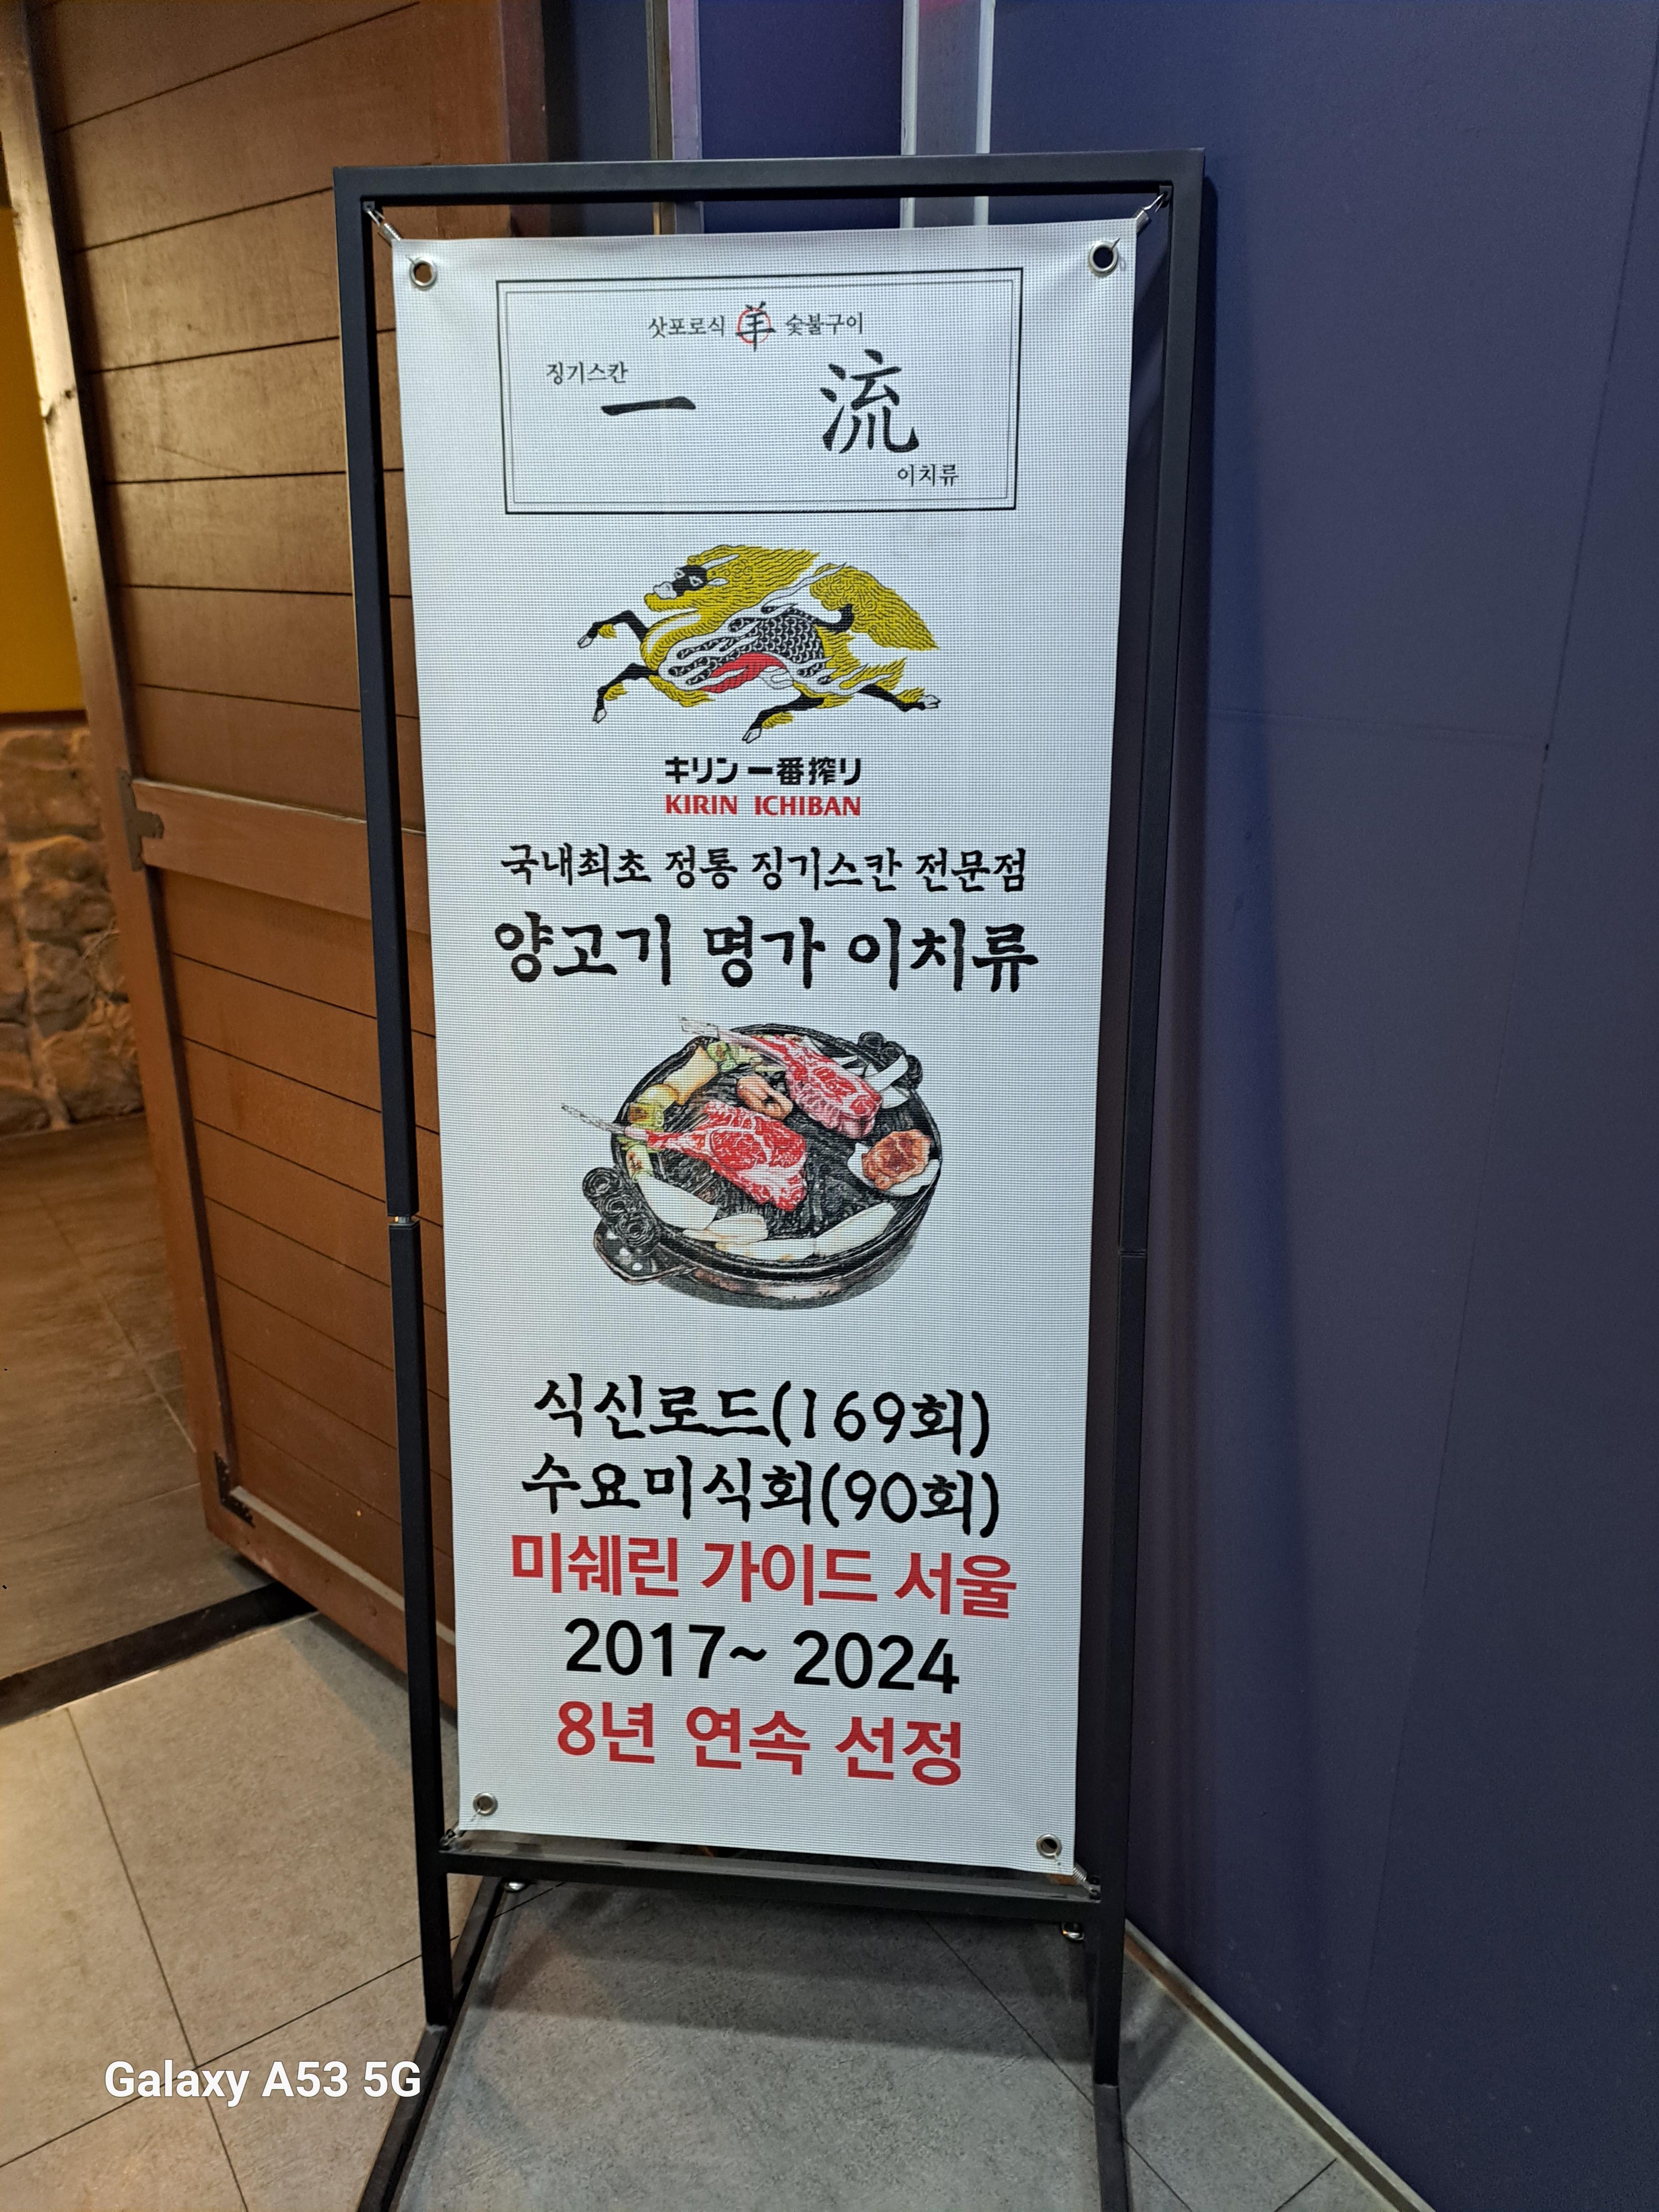 삿포로식 羊 숯불구이
징기스칸
一 流
이치류
キリン一番搾り
KIRIN ICHIBAN
국내최초 정통 징기스칸 전문점
양고기 명가 이치류
식신로드(169회)
수요미식회(90회)
미쉐린 가이드 서울
2017~ 2024
8년 연속 선정
Galaxy A53 5G